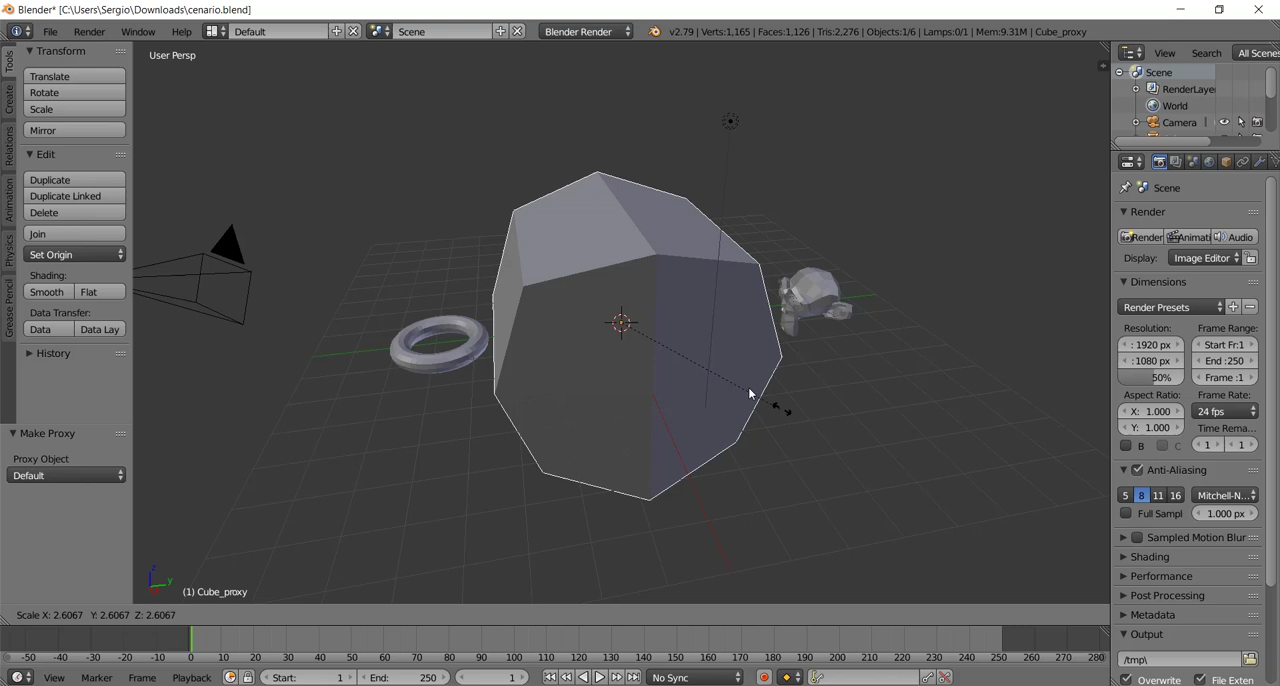 Blender* [C:\Users\Sergio\Downloads\cenario.blend]
File Render Window Help Default Scene Blender Render v2.79 | Verts:1,165 | Faces:1,126 | Tris:2,276 | Objects:1/6 | Lamps:0/1 | Mem:9.31M | Cube_proxy
Tools
Create
Relations
Animation
Physics
Grease Pencil
Transform
Translate
Rotate
Scale
Mirror
Edit
Duplicate
Duplicate Linked
Delete
Join
Set Origin
Shading:
Smooth Flat
Data Transfer:
Data Data Lay
History
Make Proxy
Proxy Object
Default
User Persp
z
y
(1) Cube_proxy
Scale X: 2.6067 Y: 2.6067 Z: 2.6067
View Search All Scenes
Scene
RenderLaye
World
Camera
Scene
Render
Render Animati Audio
Display: Image Editor
Dimensions
Render Presets
Resolution: Frame Range:
: 1920 px Start Fr:1
: 1080 px End :250
50% Frame :1
Aspect Ratio: Frame Rate:
X: 1.000 24 fps
Y: 1.000 Time Rema...
B C 1 1
Anti-Aliasing
5 8 11 16 Mitchell-N...
Full Sampl 1.000 px
Sampled Motion Blur
Shading
Performance
Post Processing
Metadata
Output
/tmp\
Overwrite File Exten
-50 -40 -30 -20 -10 0 10 20 30 40 50 60 70 80 90 100 110 120 130 140 150 160 170 180 190 200 210 220 230 240 250 260 270 280
View Marker Frame Playback Start: 1 End: 250 1 No Sync